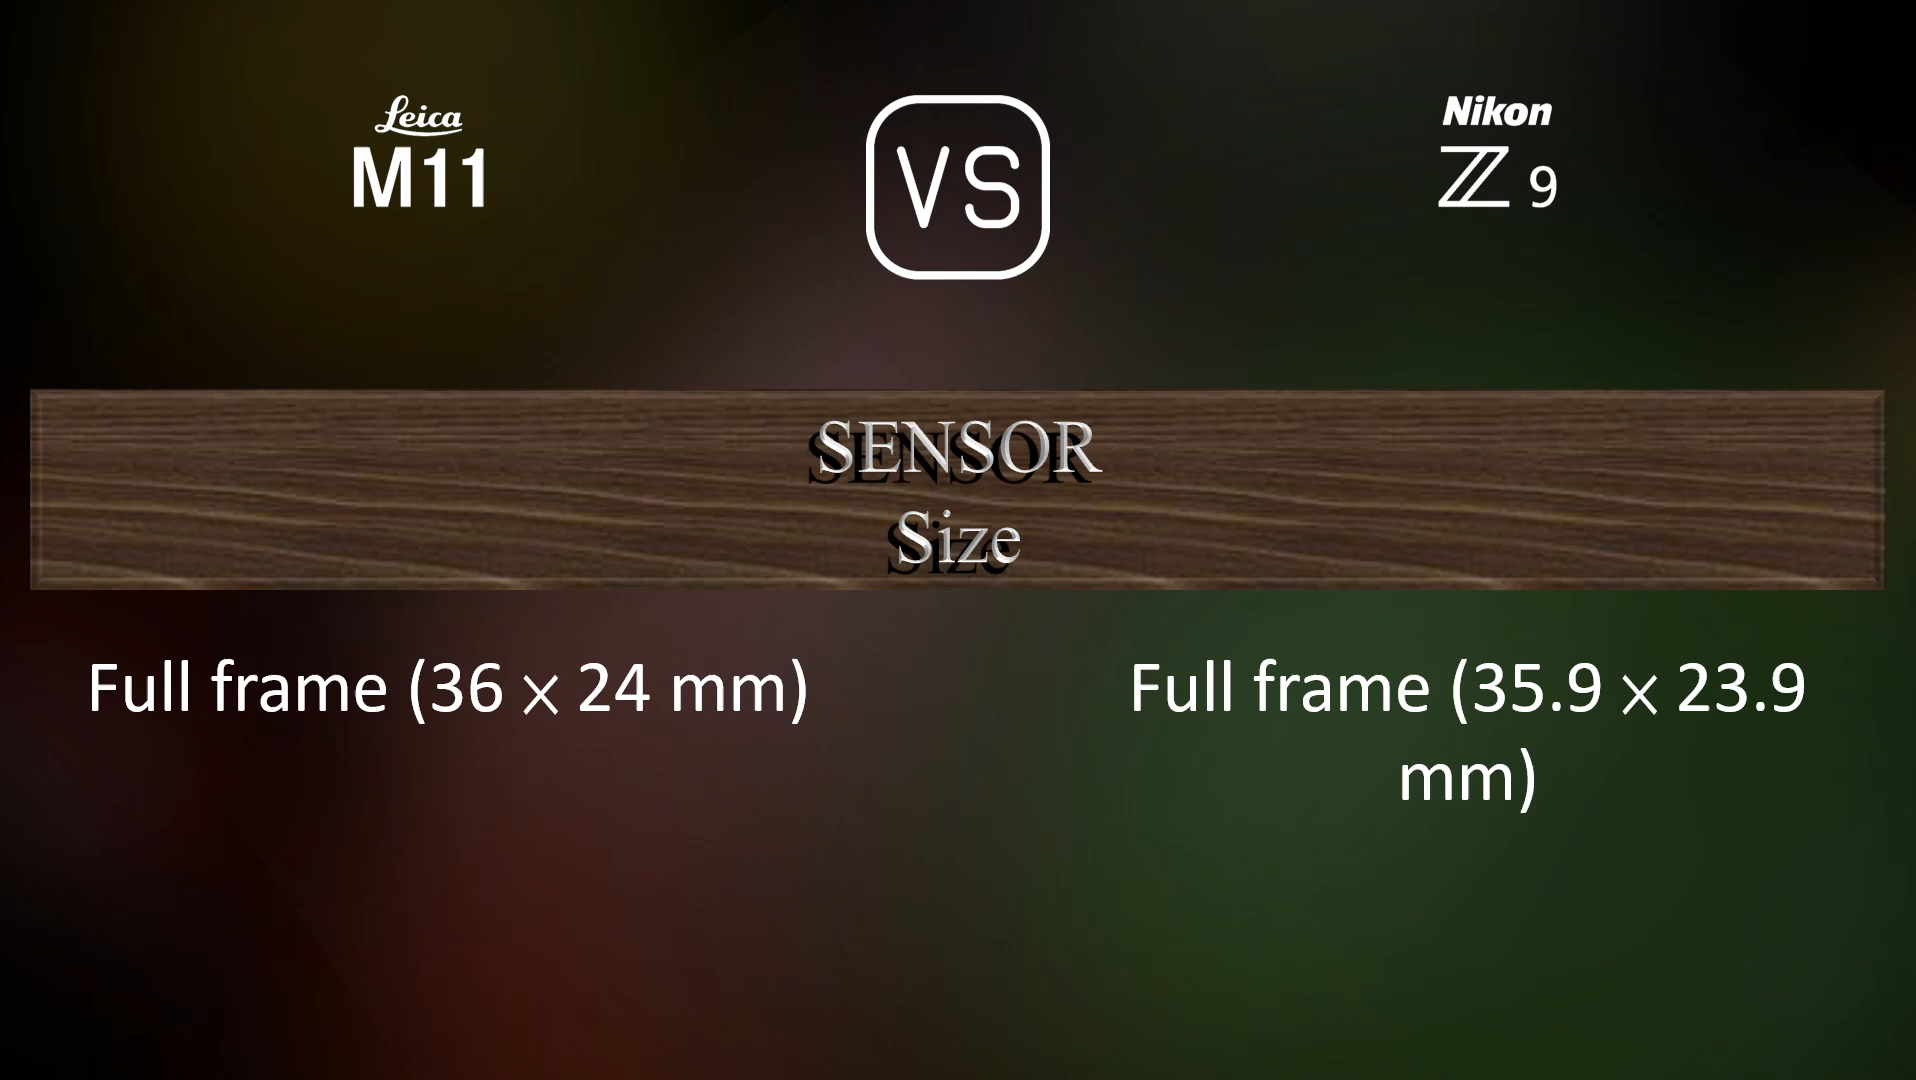 Leica
M11
VS
Nikon
Z 9
SENSOR
Size
Full frame (36 x 24 mm)
Full frame (35.9 x 23.9
mm)